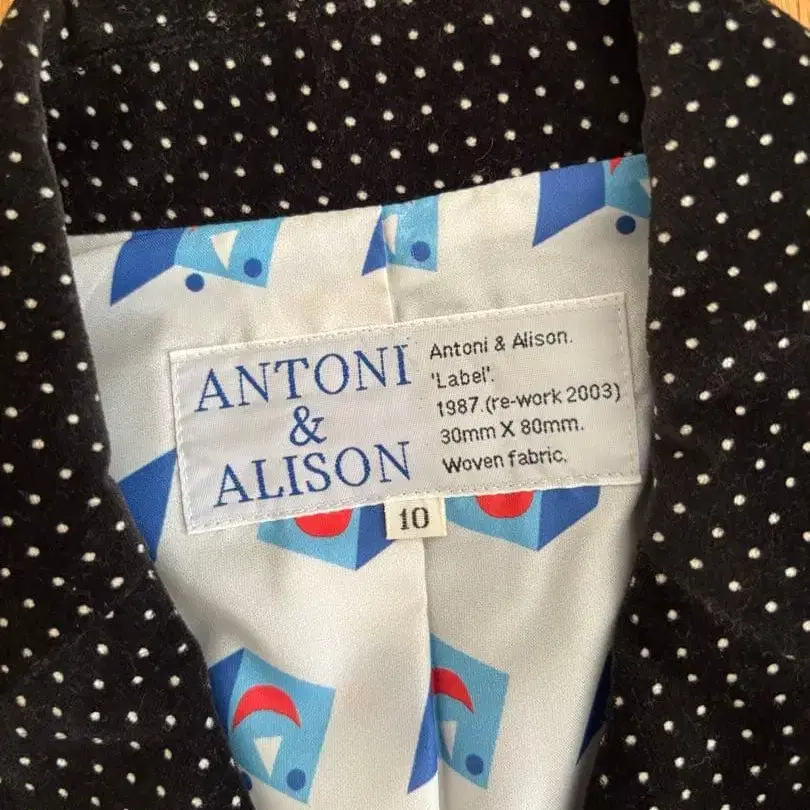 ANTONI
&
ALISON
Antoni & Alison.
'Label'.
1987.(re-work 2003)
30mm X 80mm.
Woven fabric.
10